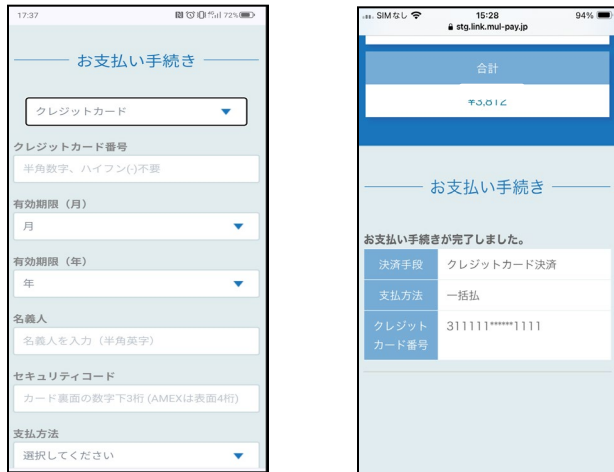 17:37
72%
お支払い手続き
クレジットカード
クレジットカード番号
半角数字、ハイフン(-)不要
有効期限（月）
月
有効期限（年）
年
名義人
名義人を入力（半角英字）
セキュリティコード
カード裏面の数字下3桁 (AMEXは表面4桁)
支払方法
選択してください
SIMなし
15:28
94%
stg.link.mul-pay.jp
合計
¥3,812
お支払い手続き
お支払い手続きが完了しました。
決済手段 クレジットカード決済
支払方法 一括払
クレジットカード番号 311111*****1111